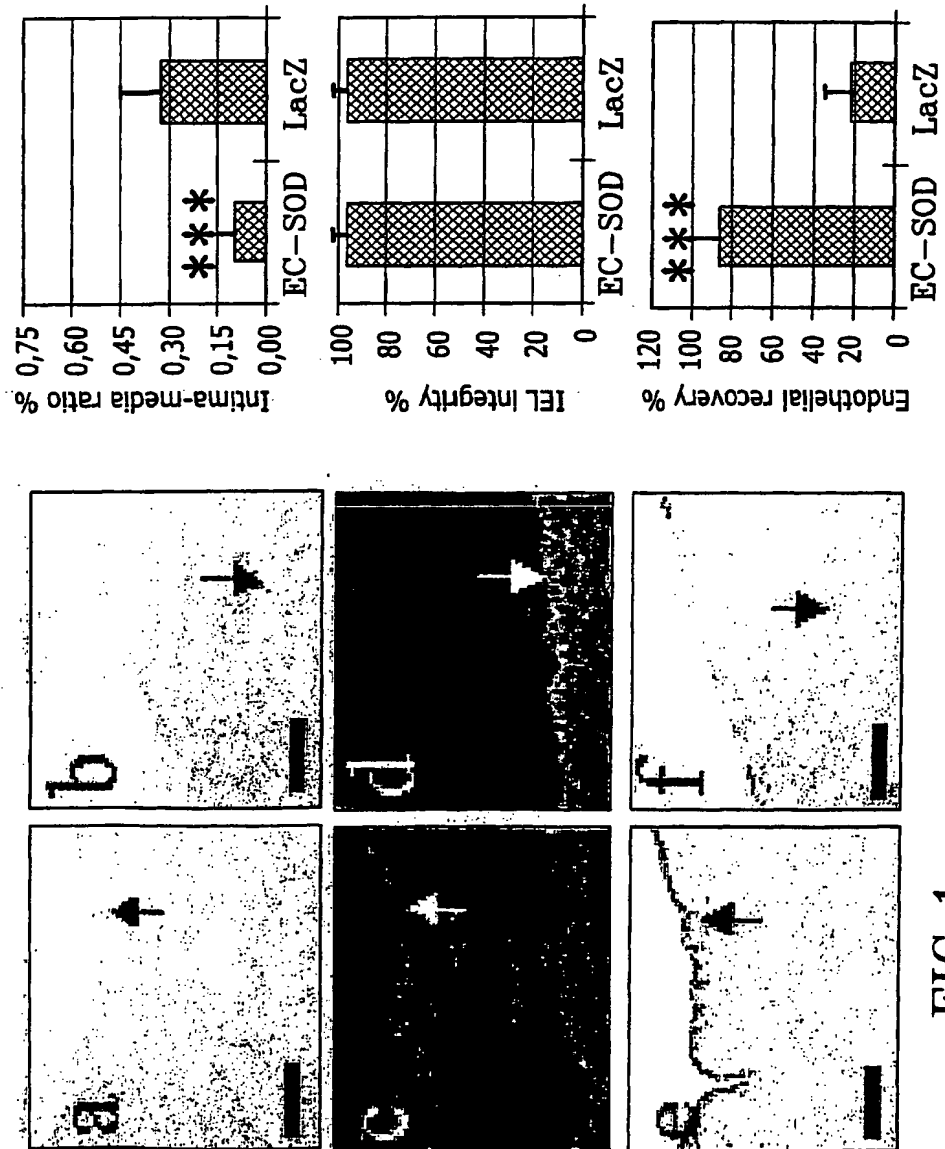 a
b
0,75
0,60
0,45
0,30
0,15
0,00
Intima-media ratio %
***
EC-SOD LacZ
c
d
100
80
60
40
20
0
IEL Integrity %
EC-SOD LacZ
e
f
120
100
80
60
40
20
0
Endothelial recovery %
***
EC-SOD LacZ